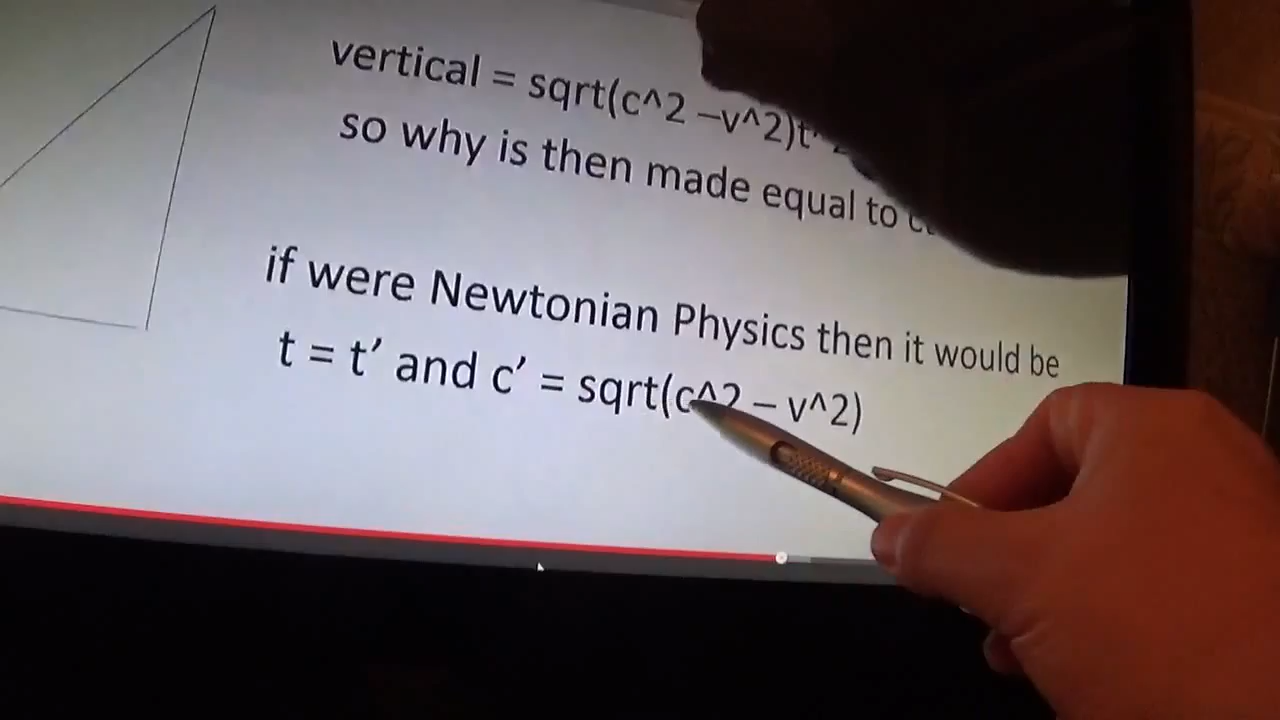 vertical = sqrt(c^2 –v^2)t'
so why is then made equal to
if were Newtonian Physics then it would be
t = t′ and c′ = sqrt(c^2 – v^2)